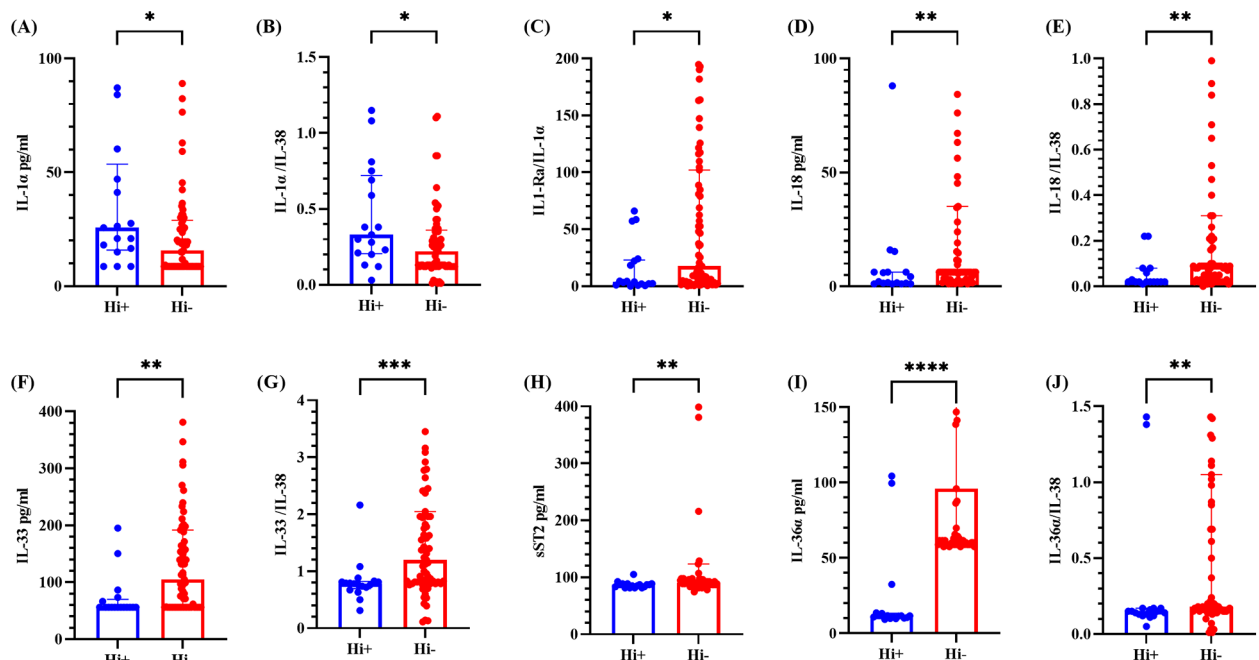 (A)
*
IL-1α pg/ml
100
50
0
Hi+ Hi-
(B)
*
IL-1α /IL-38
1.5
1.0
0.5
0.0
Hi+ Hi-
(C)
*
IL1-Ra/IL-1α
200
150
100
50
0
Hi+ Hi-
(D)
**
IL-18 pg/ml
100
50
0
Hi+ Hi-
(E)
**
IL-18 /IL-38
1.0
0.8
0.6
0.4
0.2
0.0
Hi+ Hi-
(F)
**
IL-33 pg/ml
400
300
200
100
0
Hi+ Hi-
(G)
***
IL-33 /IL-38
4
3
2
1
0
Hi+ Hi-
(H)
**
sST2 pg/ml
400
300
200
100
0
Hi+ Hi-
(I)
****
IL-36α pg/ml
150
100
50
0
Hi+ Hi-
(J)
**
IL-36α/IL-38
1.5
1.0
0.5
0.0
Hi+ Hi-